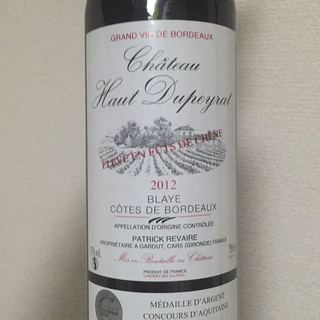 GRAND VIN DE BORDEAUX
Château
Haut Dupeyrat
ÉLEVÉ EN FÛTS DE CHÊNE
2012
BLAYE
CÔTES DE BORDEAUX
APPELLATION D'ORIGINE CONTRÔLÉE
PATRICK REVAIRE
PROPRIÉTAIRE A GARDUT, CARS (GIRONDE) FRANCE
Mis en Bouteille au Château
PRODUIT DE FRANCE
MÉDAILLE D'ARGENT
CONCOURS D'AQUITAINE